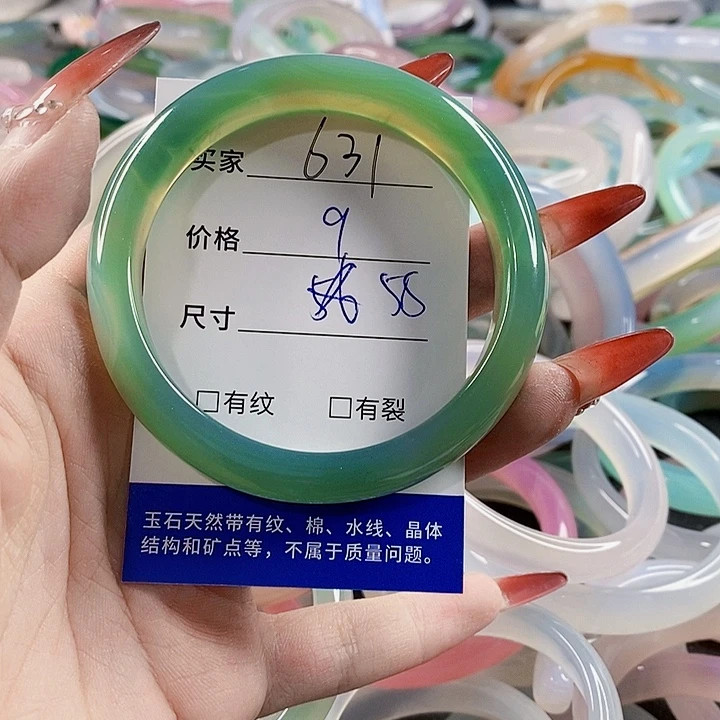 买家 631
价格 9
尺寸 55
□有纹 □有裂
玉石天然带有纹、棉、水线、晶体
结构和矿点等，不属于质量问题。